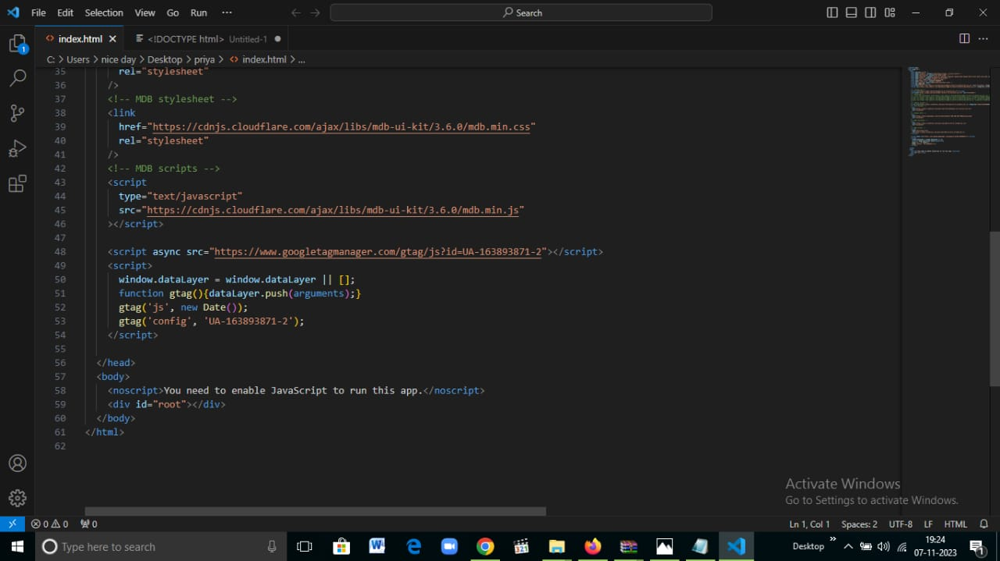 File Edit Selection View Go Run ··· Search
index.html <!DOCTYPE html> Untitled-1
C: > Users > nice day > Desktop > priya > index.html > ...
35 rel="stylesheet"
36 />
37 <!-- MDB stylesheet -->
38 <link
39 href="https://cdnjs.cloudflare.com/ajax/libs/mdb-ui-kit/3.6.0/mdb.min.css"
40 rel="stylesheet"
41 />
42 <!-- MDB scripts -->
43 <script
44 type="text/javascript"
45 src="https://cdnjs.cloudflare.com/ajax/libs/mdb-ui-kit/3.6.0/mdb.min.js"
46 ></script>
47
48 <script async src="https://www.googletagmanager.com/gtag/js?id=UA-163893871-2"></script>
49 <script>
50 window.dataLayer = window.dataLayer || [];
51 function gtag(){dataLayer.push(arguments);}
52 gtag('js', new Date());
53 gtag('config', 'UA-163893871-2');
54 </script>
55
56 </head>
57 <body>
58 <noscript>You need to enable JavaScript to run this app.</noscript>
59 <div id="root"></div>
60 </body>
61 </html>
62
1
Activate Windows
Go to Settings to activate Windows.
0 0 0 Ln 1, Col 1 Spaces: 2 UTF-8 LF HTML
Type here to search 321 Desktop 19:24
07-11-2023 1